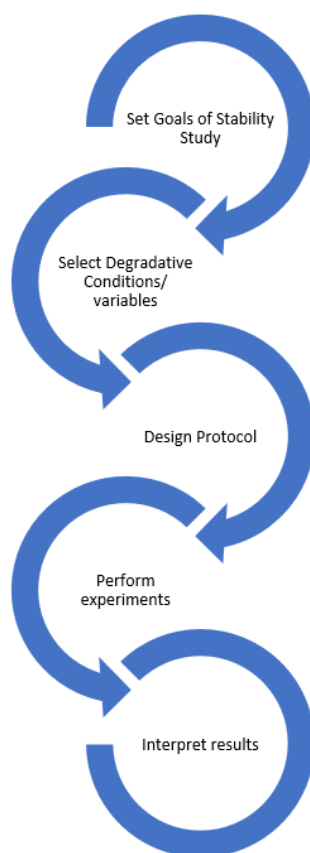 Set Goals of Stability
Study
Select Degradative
Conditions/
variables
Design Protocol
Perform
experiments
Interpret results